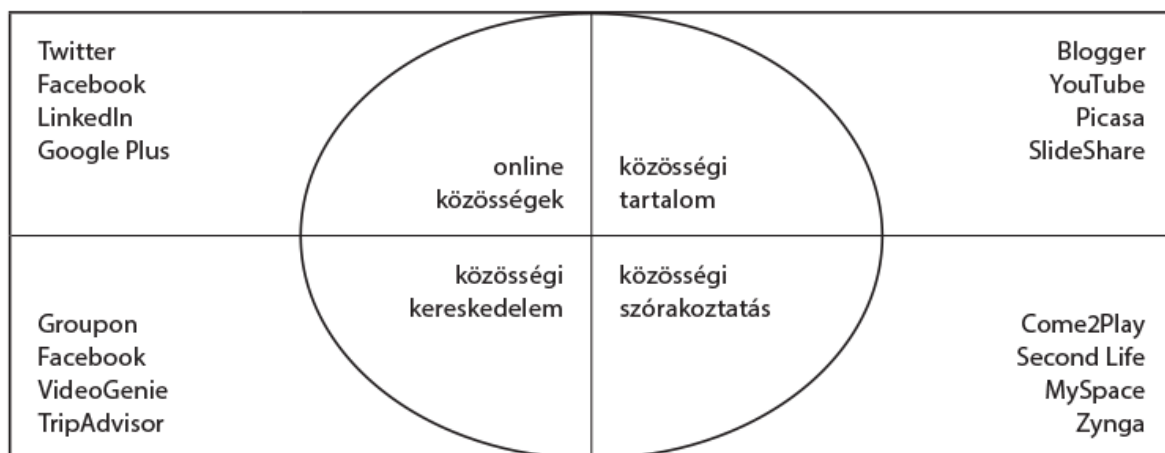 Twitter
Facebook
LinkedIn
Google Plus
online
közösségek
közösségi
tartalom
Blogger
YouTube
Picasa
SlideShare
közösségi
kereskedelem
Groupon
Facebook
VideoGenie
TripAdvisor
közösségi
szórakoztatás
Come2Play
Second Life
MySpace
Zynga